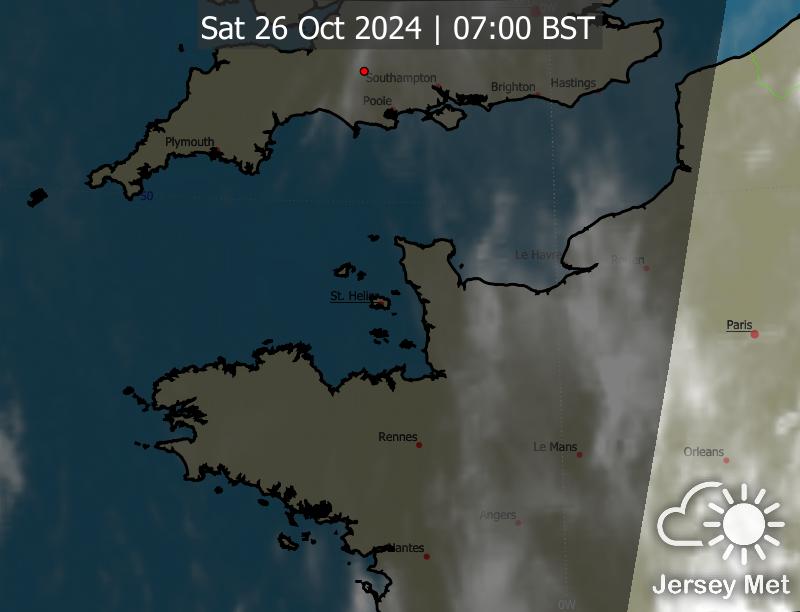 Sat 26 Oct 2024 | 07:00 BST
Southampton
Brighton
Hastings
Poole
Plymouth
50
Le Havre
Rouen
St. Helier
Paris
Rennes
Le Mans
Orleans
Angers
Nantes
0W
Jersey Met